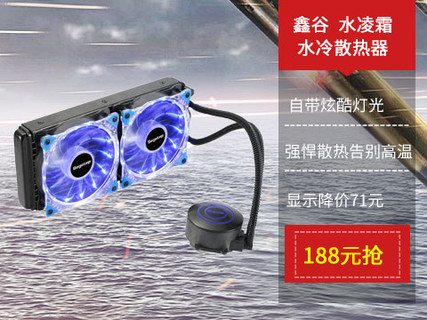 鑫谷 水凌霜
水冷散热器
自带炫酷灯光
强悍散热告别高温
显示降价71元
188元抢